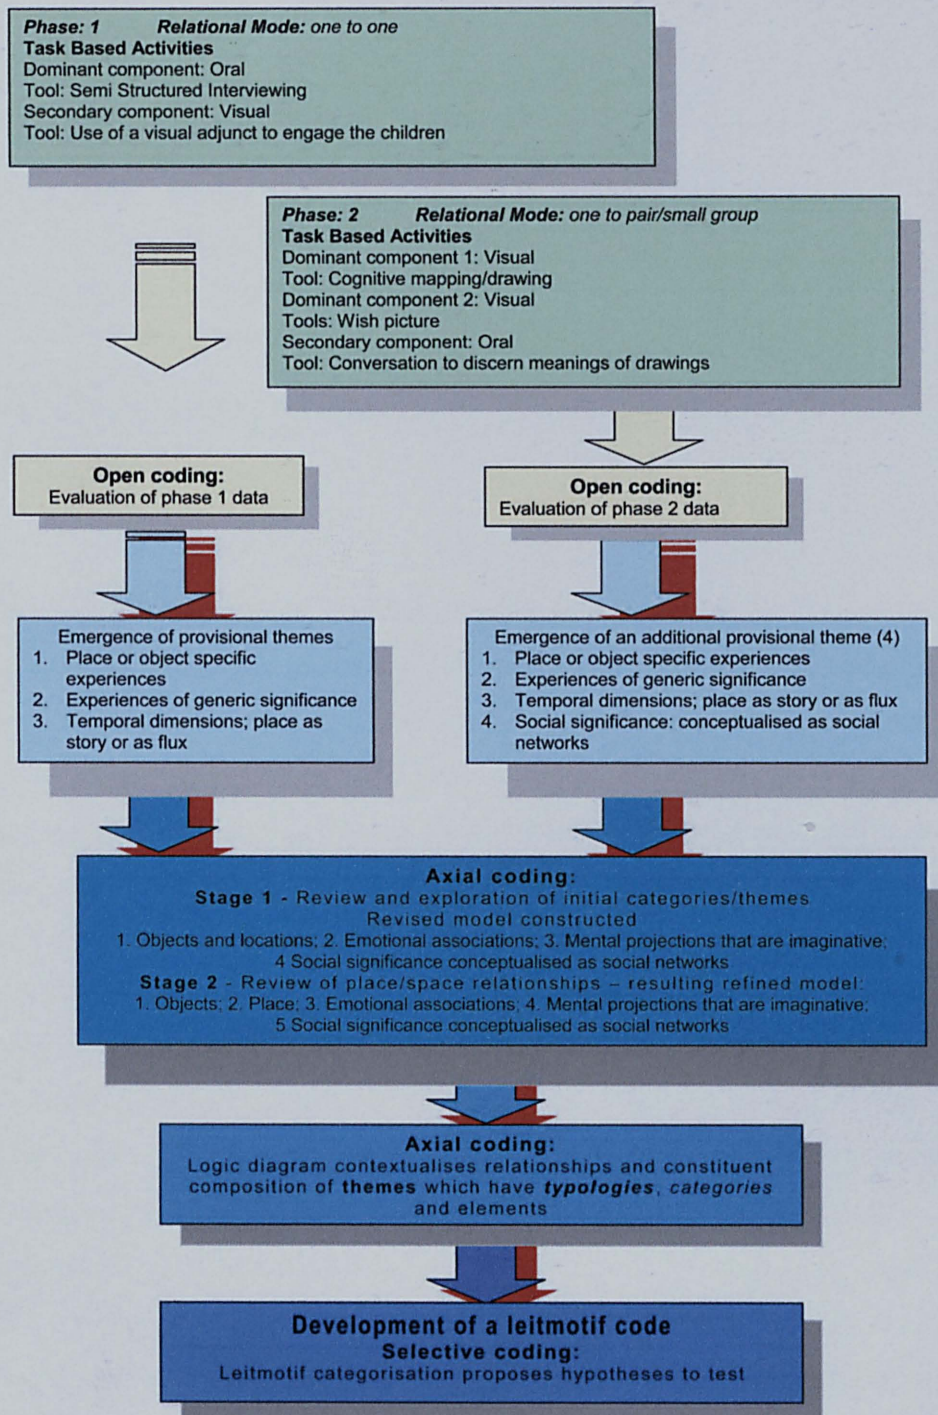 Phase: 1 Relational Mode: one to one
Task Based Activities
Dominant component: Oral
Tool: Semi Structured Interviewing
Secondary component: Visual
Tool: Use of a visual adjunct to engage the children
Phase: 2 Relational Mode: one to pair/small group
Task Based Activities
Dominant component 1: Visual
Tool: Cognitive mapping/drawing
Dominant component 2: Visual
Tools: Wish picture
Secondary component: Oral
Tool: Conversation to discern meanings of drawings
Open coding:
Evaluation of phase 1 data
Open coding:
Evaluation of phase 2 data
Emergence of provisional themes
1. Place or object specific
experiences
2. Experiences of generic significance
3. Temporal dimensions; place as
story or as flux
Emergence of an additional provisional theme (4)
1. Place or object specific experiences
2. Experiences of generic significance
3. Temporal dimensions; place as story or as flux
4. Social significance: conceptualised as social
networks
Axial coding:
Stage 1 - Review and exploration of initial categories/themes
Revised model constructed
1. Objects and locations; 2. Emotional associations; 3. Mental projections that are imaginative;
4 Social significance conceptualised as social networks
Stage 2 - Review of place/space relationships – resulting refined model:
1. Objects; 2. Place; 3. Emotional associations; 4. Mental projections that are imaginative;
5 Social significance conceptualised as social networks
Axial coding:
Logic diagram contextualises relationships and constituent
composition of themes which have typologies, categories
and elements
Development of a leitmotif code
Selective coding:
Leitmotif categorisation proposes hypotheses to test